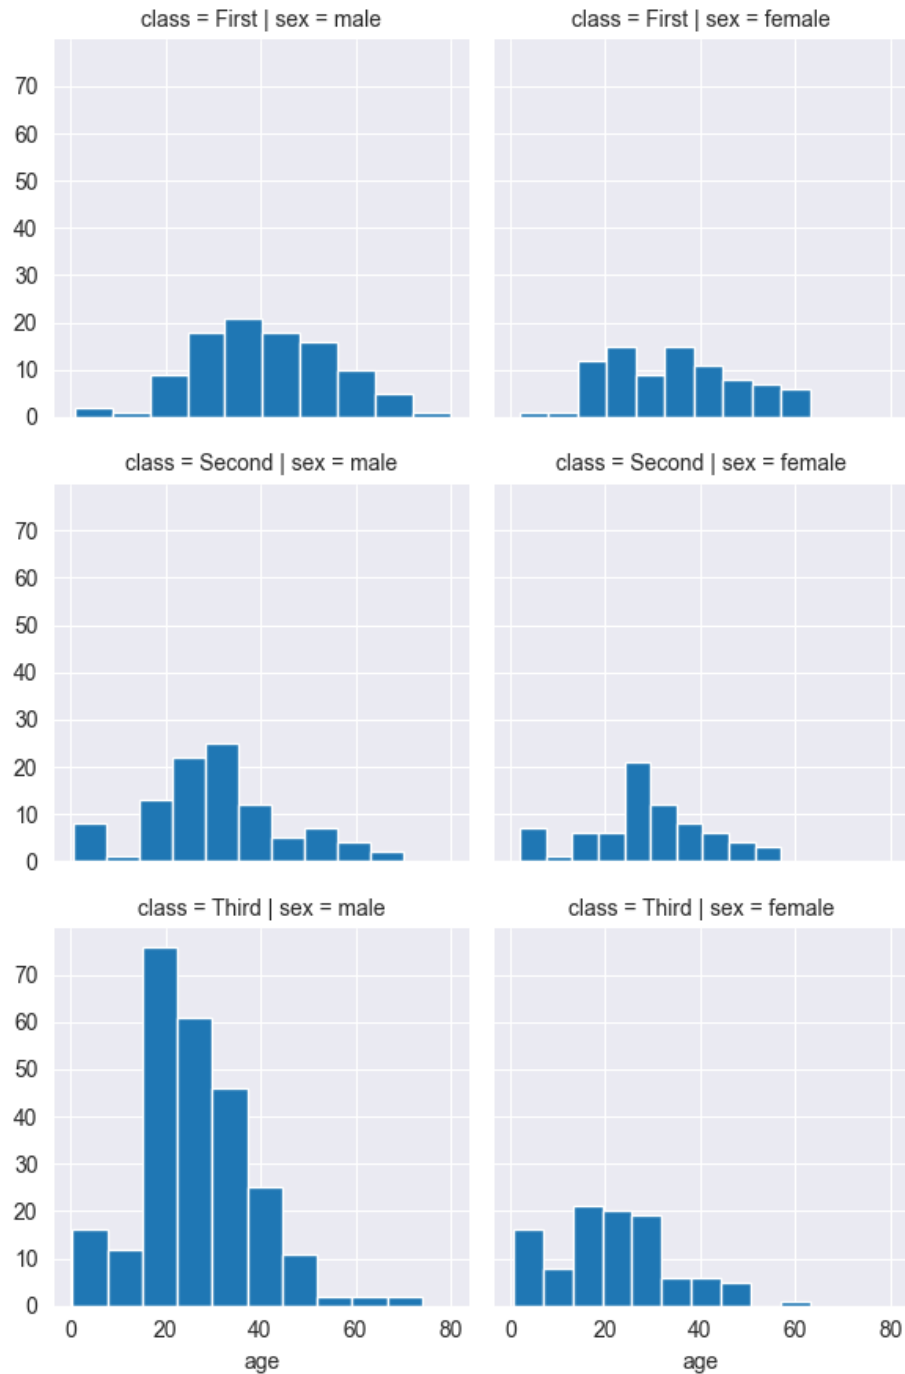 class = First | sex = male
class = First | sex = female
70
60
50
40
30
20
10
0
class = Second | sex = male
class = Second | sex = female
70
60
50
40
30
20
10
0
class = Third | sex = male
class = Third | sex = female
70
60
50
40
30
20
10
0
0 20 40 60 80
0 20 40 60 80
age
age